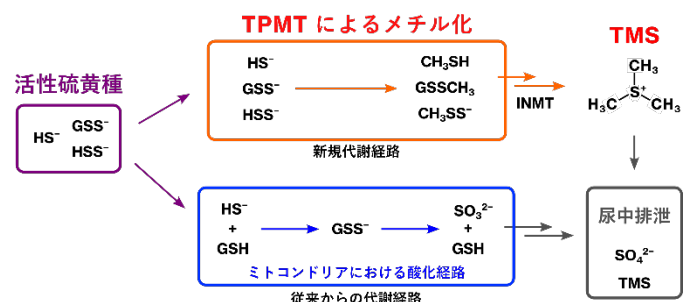 TPMT によるメチル化
TMS
活性硫黄種
HS⁻
GSS⁻
HSS⁻
HS⁻
GSS⁻
HSS⁻
CH₃SH
GSSCH₃
CH₃SS⁻
INMT
新規代謝経路
CH₃
S⁺
H₃C
CH₃
HS⁻
+
GSH
GSS⁻
SO₃²⁻
+
GSH
ミトコンドリアにおける酸化経路
従来からの代謝経路
尿中排泄
SO₄²⁻
TMS